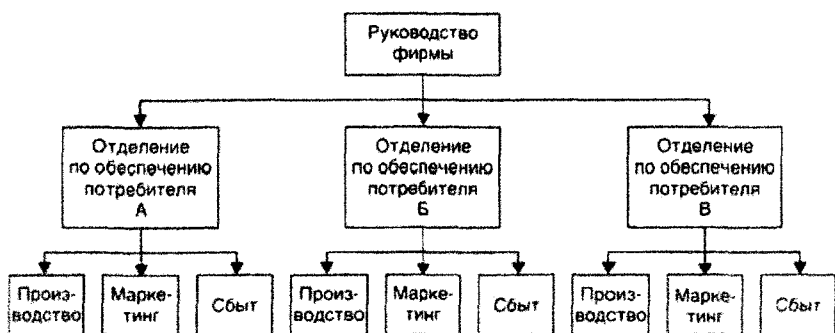 Руководство
фирмы
Отделение
по обеспечению
потребителя
А
Отделение
по обеспечению
потребителя
Б
Отделение
по обеспечению
потребителя
В
Произ-
водство
Марке-
тинг
Сбыт
Произ-
водство
Марке-
тинг
Сбыт
Произ-
водство
Марке-
тинг
Сбыт